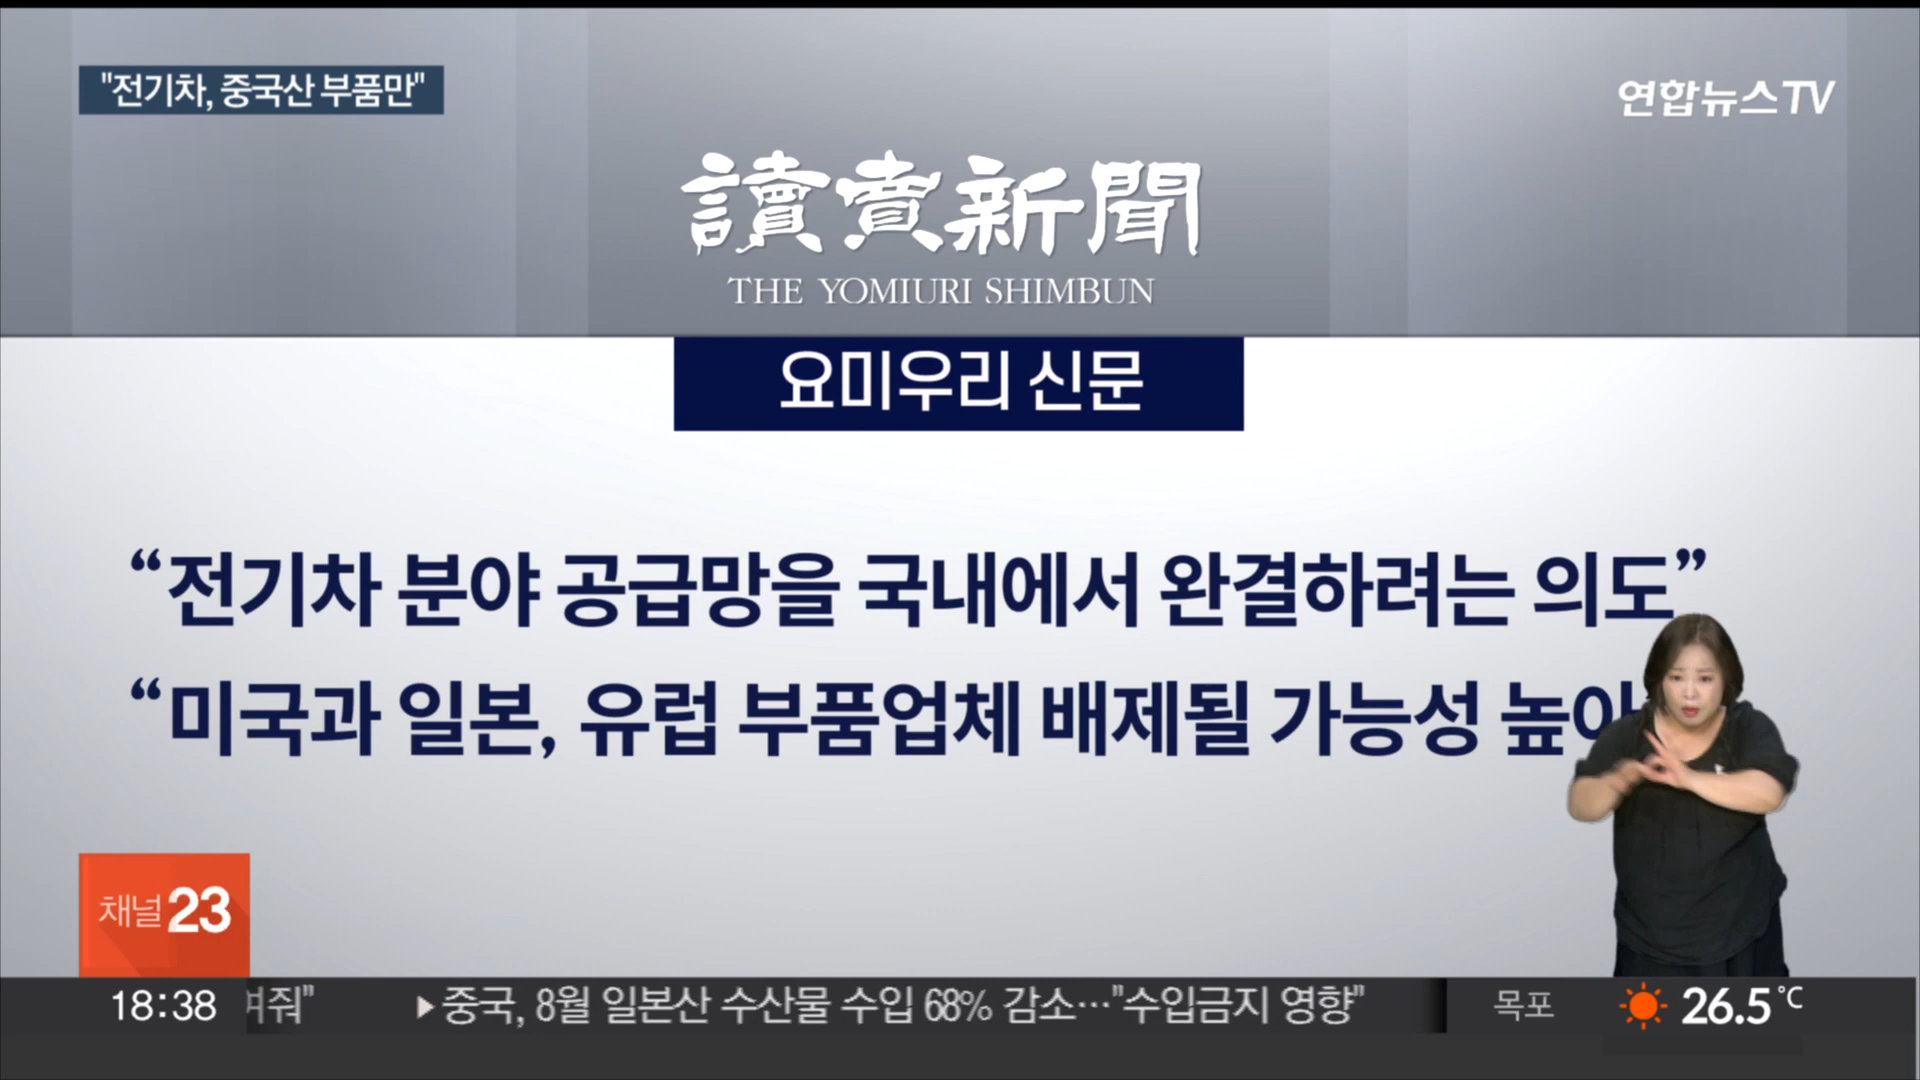 "전기차, 중국산 부품만"
연합뉴스TV
讀賣新聞
THE YOMIURI SHIMBUN
요미우리 신문
“전기차 분야 공급망을 국내에서 완결하려는 의도”
“미국과 일본, 유럽 부품업체 배제될 가능성 높아
채널23
18:38 여줘" ▶중국, 8월 일본산 수산물 수입 68% 감소…"수입금지 영향" 목포 26.5℃